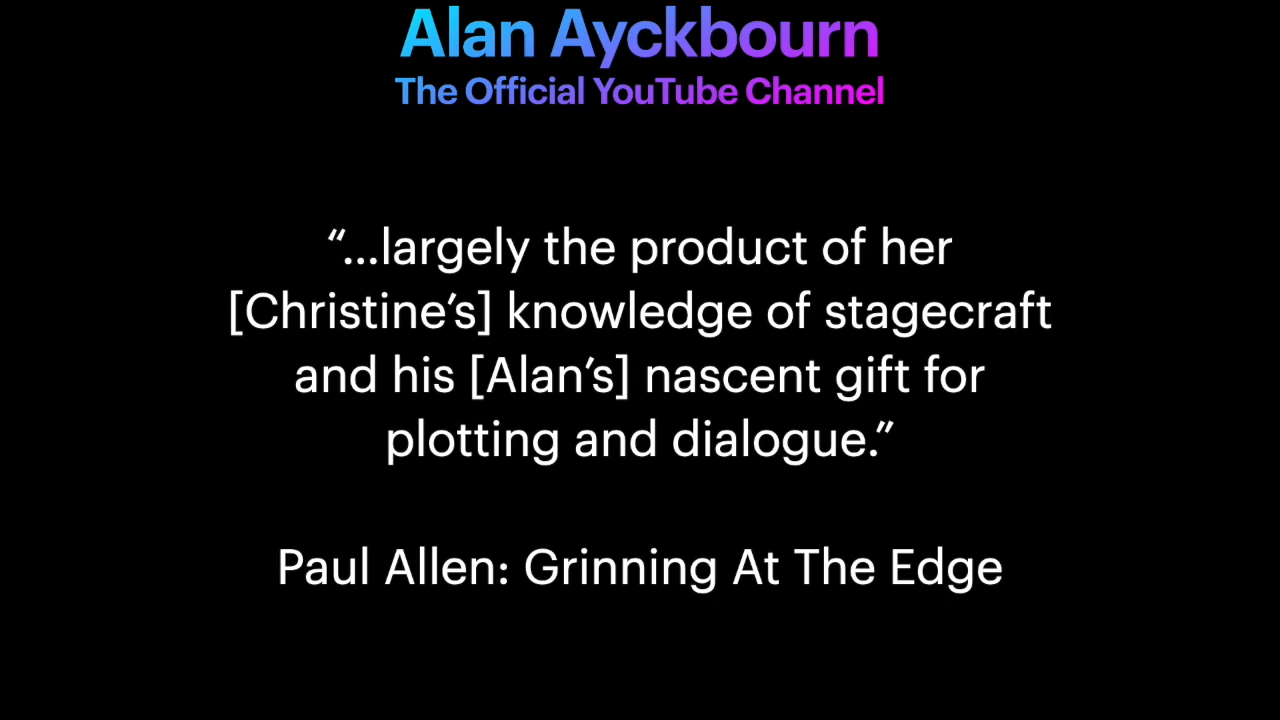 Alan Ayckbourn
The Official YouTube Channel
“...largely the product of her
[Christine’s] knowledge of stagecraft
and his [Alan’s] nascent gift for
plotting and dialogue.”
Paul Allen: Grinning At The Edge